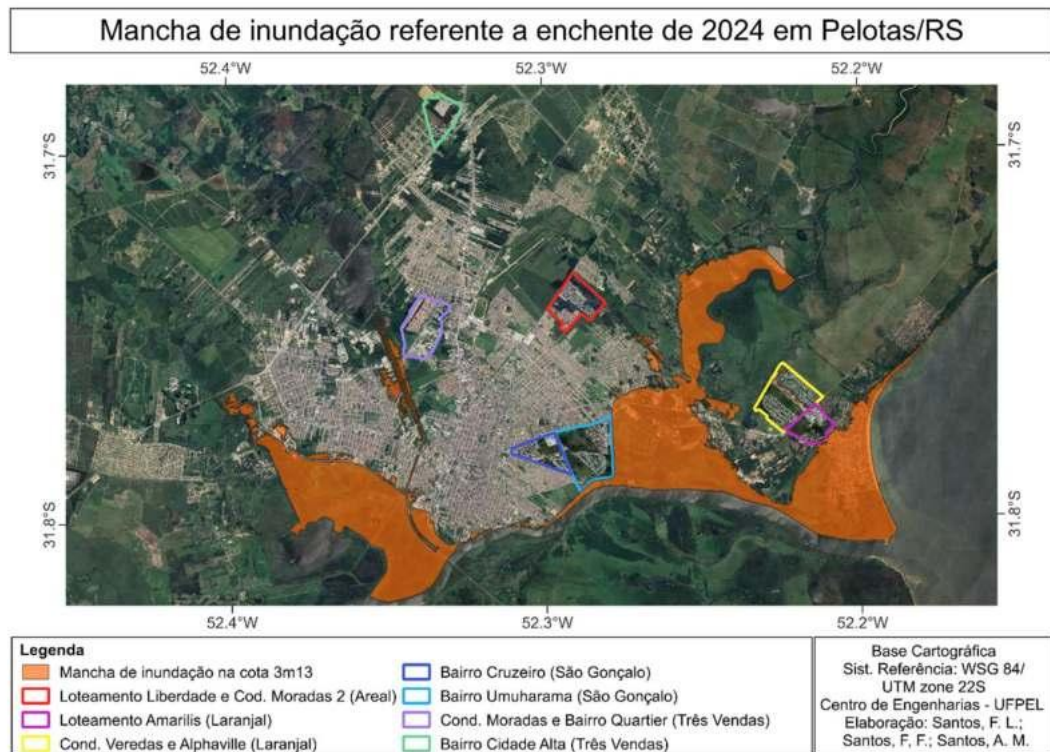 Mancha de inundação referente a enchente de 2024 em Pelotas/RS
52.4°W
52.3°W
52.2°W
31.7°S
31.7°S
31.8°S
31.8°S
52.4°W
52.3°W
52.2°W
Legenda
Mancha de inundação na cota 3m13
Loteamento Liberdade e Cod. Moradas 2 (Areal)
Loteamento Amarilis (Laranjal)
Cond. Veredas e Alphaville (Laranjal)
Bairro Cruzeiro (São Gonçalo)
Bairro Umuharama (São Gonçalo)
Cond. Moradas e Bairro Quartier (Três Vendas)
Bairro Cidade Alta (Três Vendas)
Base Cartográfica
Sist. Referência: WSG 84/
UTM zone 22S
Centro de Engenharias - UFPEL
Elaboração: Santos, F. L.;
Santos, F. F.; Santos, A. M.